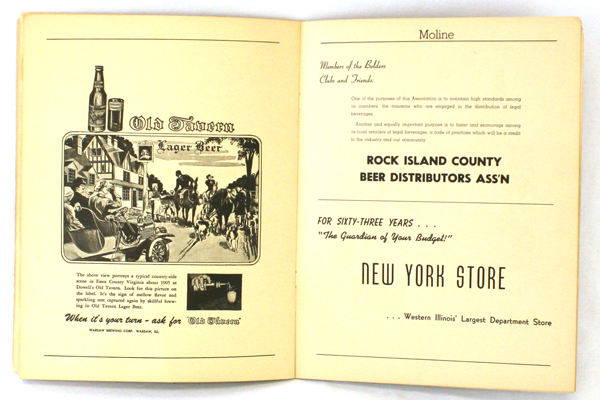 Old Tavern
Lager Beer
The above view portrays a typical country-side
scene in Essex County Virginia about 1905 at
Dowell's Old Tavern. Look for this picture on
the label. It's the sign of mellow flavor and
sparkling zest captured again by skillful brew-
ing in Old Tavern Lager Beer.
When it's your turn - ask for "Old Tavern"
WARSAW BREWING CORP. WARSAW, ILL.
Moline
Members of the Bolders
Clubs and Friends:
One of the purposes of this Association is to maintain high standards among
its members, the concerns who are engaged in the distribution of legal
beverages.
Another and equally important purpose is to foster and encourage among
its local retailers of legal beverages, a code of practices which will be a credit
to the industry and our community.
ROCK ISLAND COUNTY
BEER DISTRIBUTORS ASS'N
FOR SIXTY-THREE YEARS . . .
"The Guardian of Your Budget!"
NEW YORK STORE
. . . Western Illinois' Largest Department Store